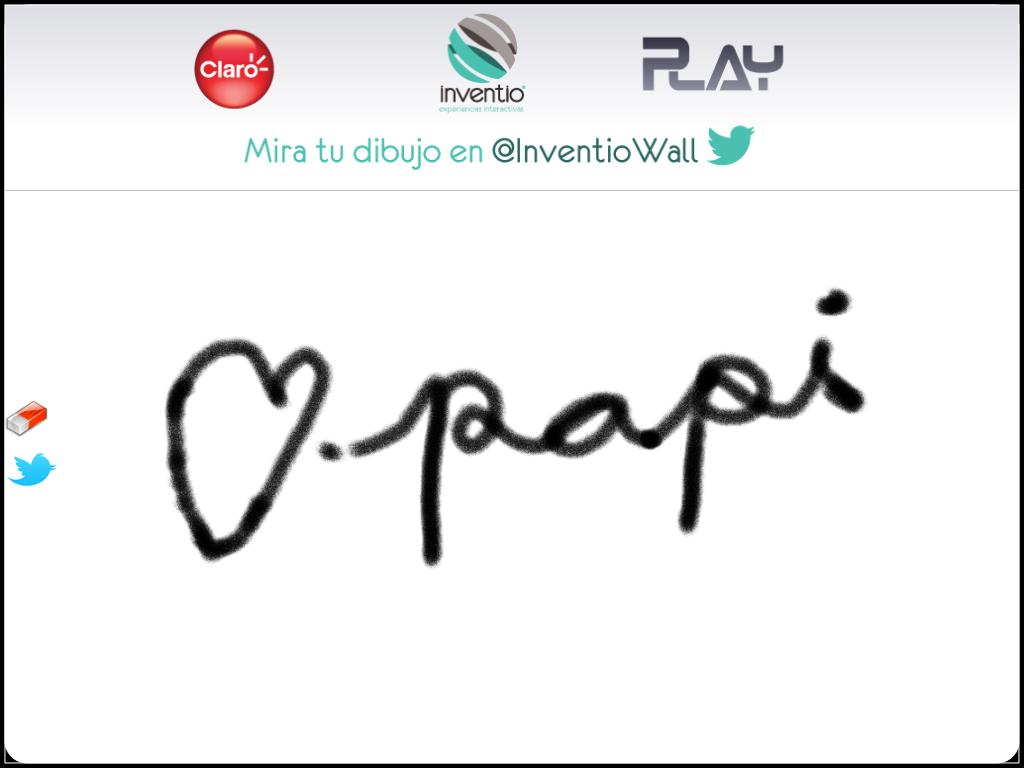 Claro
inventio
experiencias interactivas
PLAY
Mira tu dibujo en @InventioWall
papi